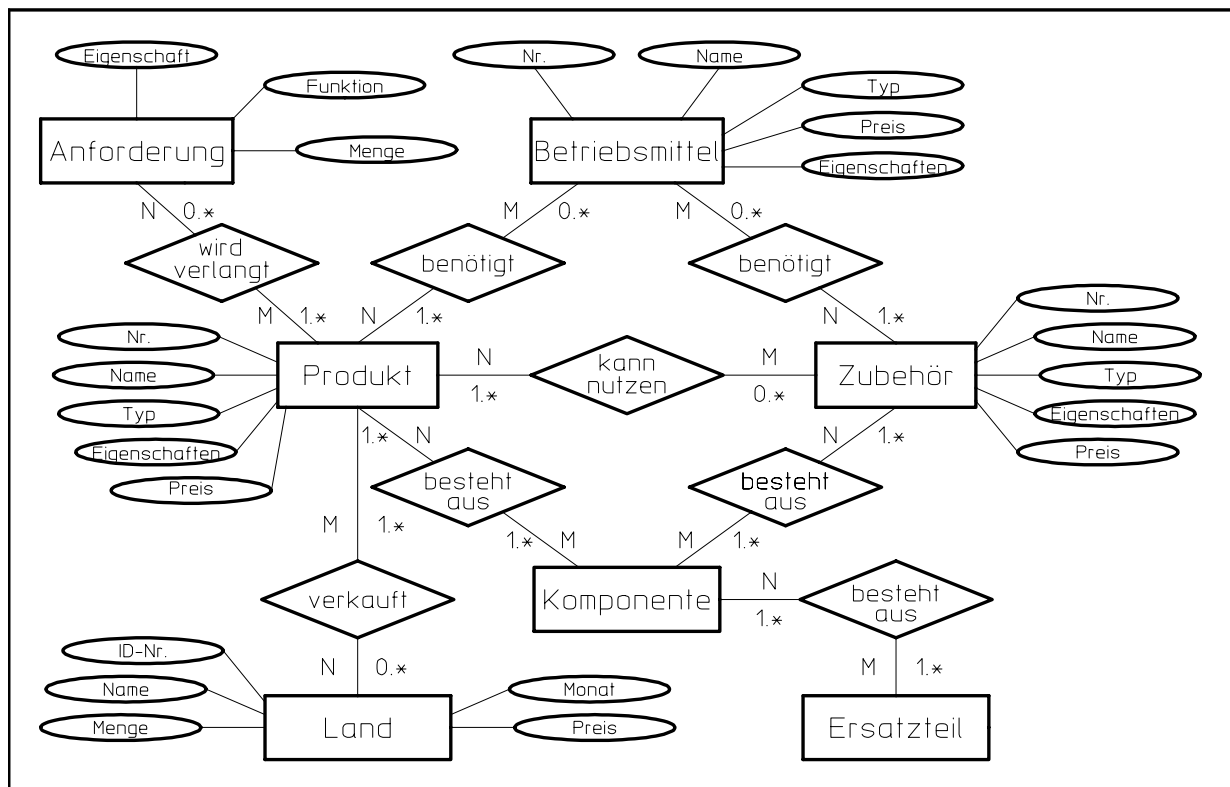 Eigenschaft
Funktion
Menge
Anforderung
Nr.
Name
Typ
Preis
Eigenschaften
Betriebsmittel
N 0.*
M 0.*
M 0.*
wird
verlangt
benötigt
benötigt
M 1.*
N 1.*
N 1.*
Nr.
Name
Typ
Eigenschaften
Preis
Produkt
N
1.*
kann
nutzen
M
0.*
Zubehör
Nr.
Name
Typ
Eigenschaften
Preis
1.* N
N 1.*
besteht
aus
besteht
aus
M 1.*
1.* M
M 1.*
verkauft
Komponente
N
1.*
besteht
aus
N 0.*
M 1.*
ID-Nr.
Name
Menge
Land
Monat
Preis
Ersatzteil